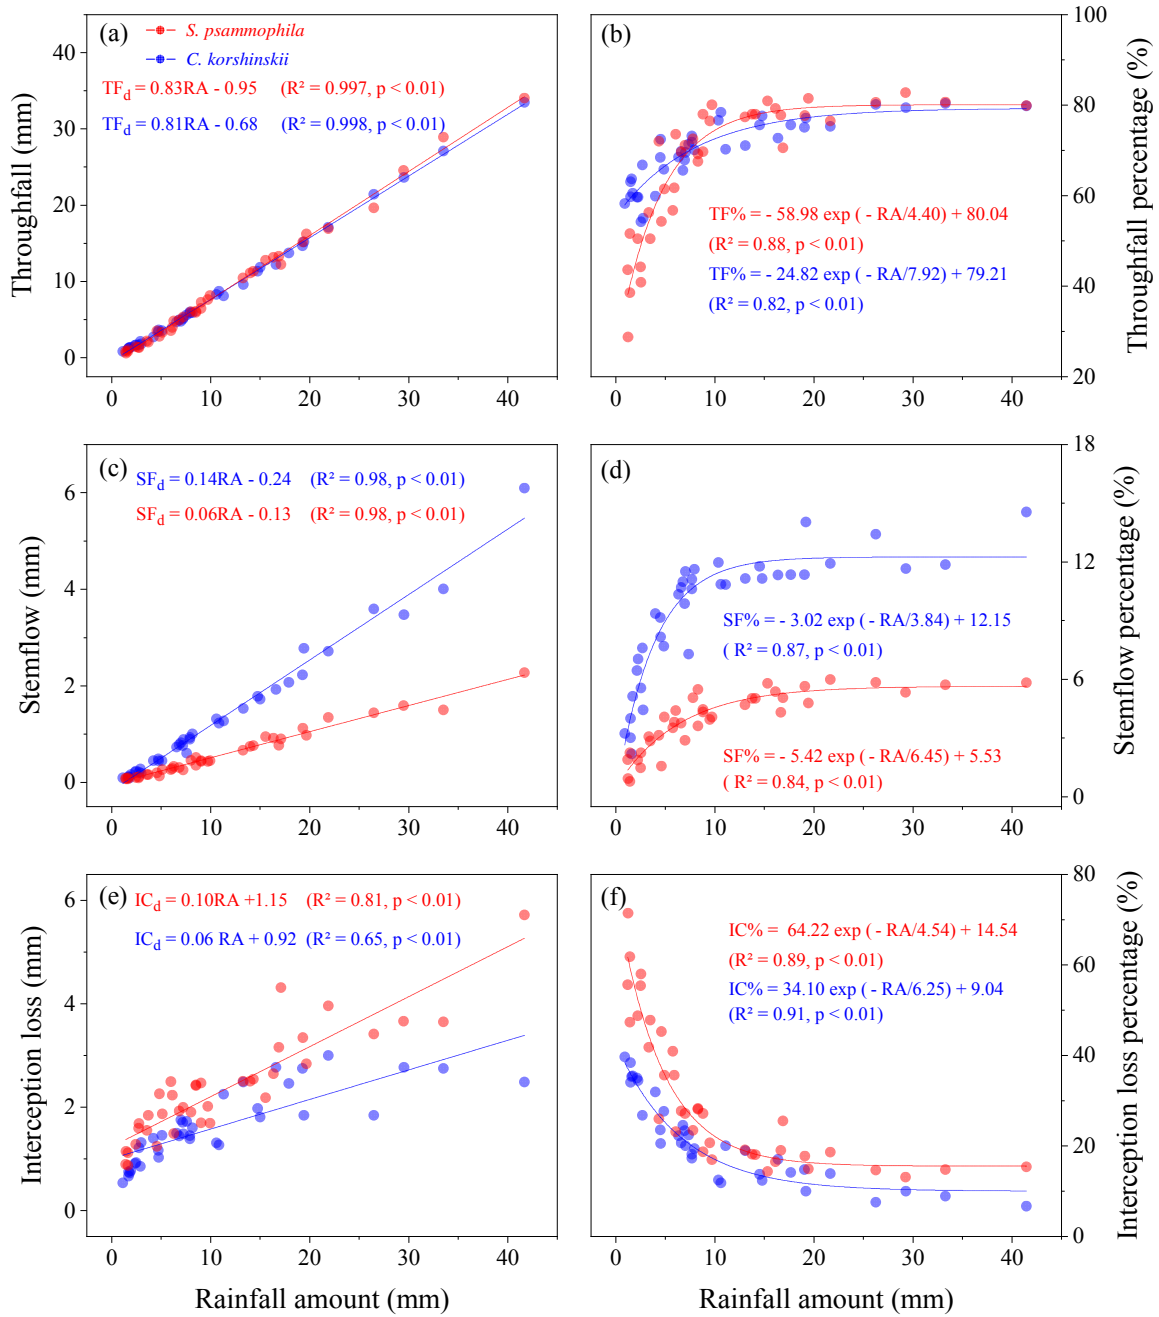 (a)
S. psammophila
C. korshinskii
TF_d = 0.83RA - 0.95 (R² = 0.997, p < 0.01)
TF_d = 0.81RA - 0.68 (R² = 0.998, p < 0.01)
Throughfall (mm)
40
30
20
10
0
0 10 20 30 40
(b)
TF% = - 58.98 exp ( - RA/4.40) + 80.04
(R² = 0.88, p < 0.01)
TF% = - 24.82 exp ( - RA/7.92) + 79.21
(R² = 0.82, p < 0.01)
100
80
60
40
20
Throughfall percentage (%)
0 10 20 30 40
(c)
SF_d = 0.14RA - 0.24 (R² = 0.98, p < 0.01)
SF_d = 0.06RA - 0.13 (R² = 0.98, p < 0.01)
Stemflow (mm)
6
4
2
0
0 10 20 30 40
(d)
SF% = - 3.02 exp ( - RA/3.84) + 12.15
( R² = 0.87, p < 0.01)
SF% = - 5.42 exp ( - RA/6.45) + 5.53
( R² = 0.84, p < 0.01)
18
12
6
0
Stemflow percentage (%)
0 10 20 30 40
(e)
IC_d = 0.10RA +1.15 (R² = 0.81, p < 0.01)
IC_d = 0.06 RA + 0.92 (R² = 0.65, p < 0.01)
Interception loss (mm)
6
4
2
0
0 10 20 30 40
Rainfall amount (mm)
(f)
IC% = 64.22 exp ( - RA/4.54) + 14.54
(R² = 0.89, p < 0.01)
IC% = 34.10 exp ( - RA/6.25) + 9.04
(R² = 0.91, p < 0.01)
80
60
40
20
0
Interception loss percentage (%)
0 10 20 30 40
Rainfall amount (mm)